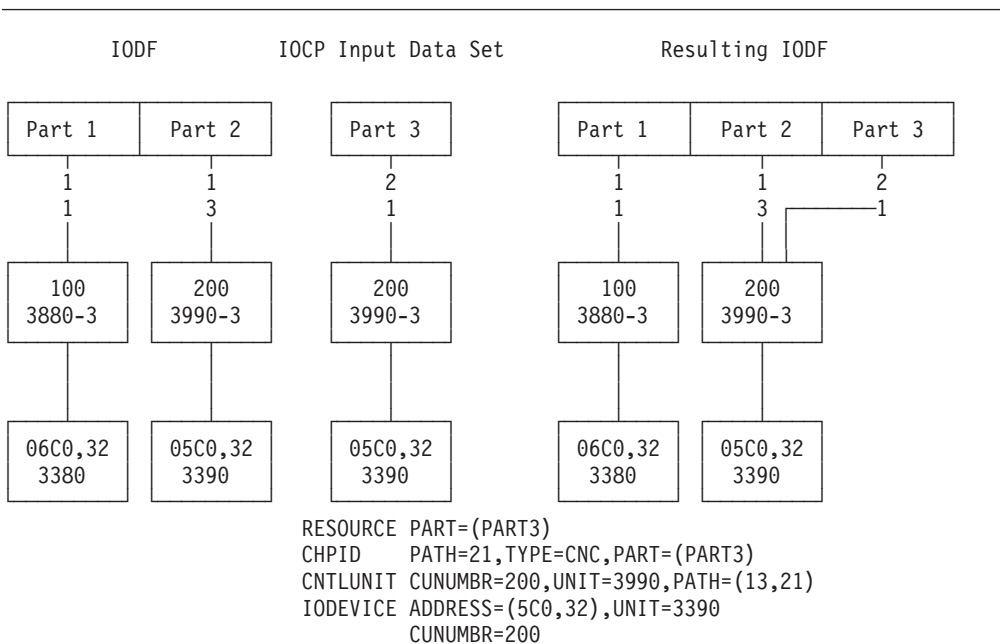 IODF IOCP Input Data Set Resulting IODF
Part 1 Part 2 Part 3 Part 1 Part 2 Part 3
1 1 2 1 1 2
1 3 1 1 3 1
100 200 200 100 200
3880-3 3990-3 3990-3 3880-3 3990-3
06C0,32 05C0,32 05C0,32 06C0,32 05C0,32
3380 3390 3390 3380 3390
RESOURCE PART=(PART3)
CHPID PATH=21,TYPE=CNC,PART=(PART3)
CNTLUNIT CUNUMBR=200,UNIT=3990,PATH=(13,21)
IODEVICE ADDRESS=(5C0,32),UNIT=3390
CUNUMBR=200